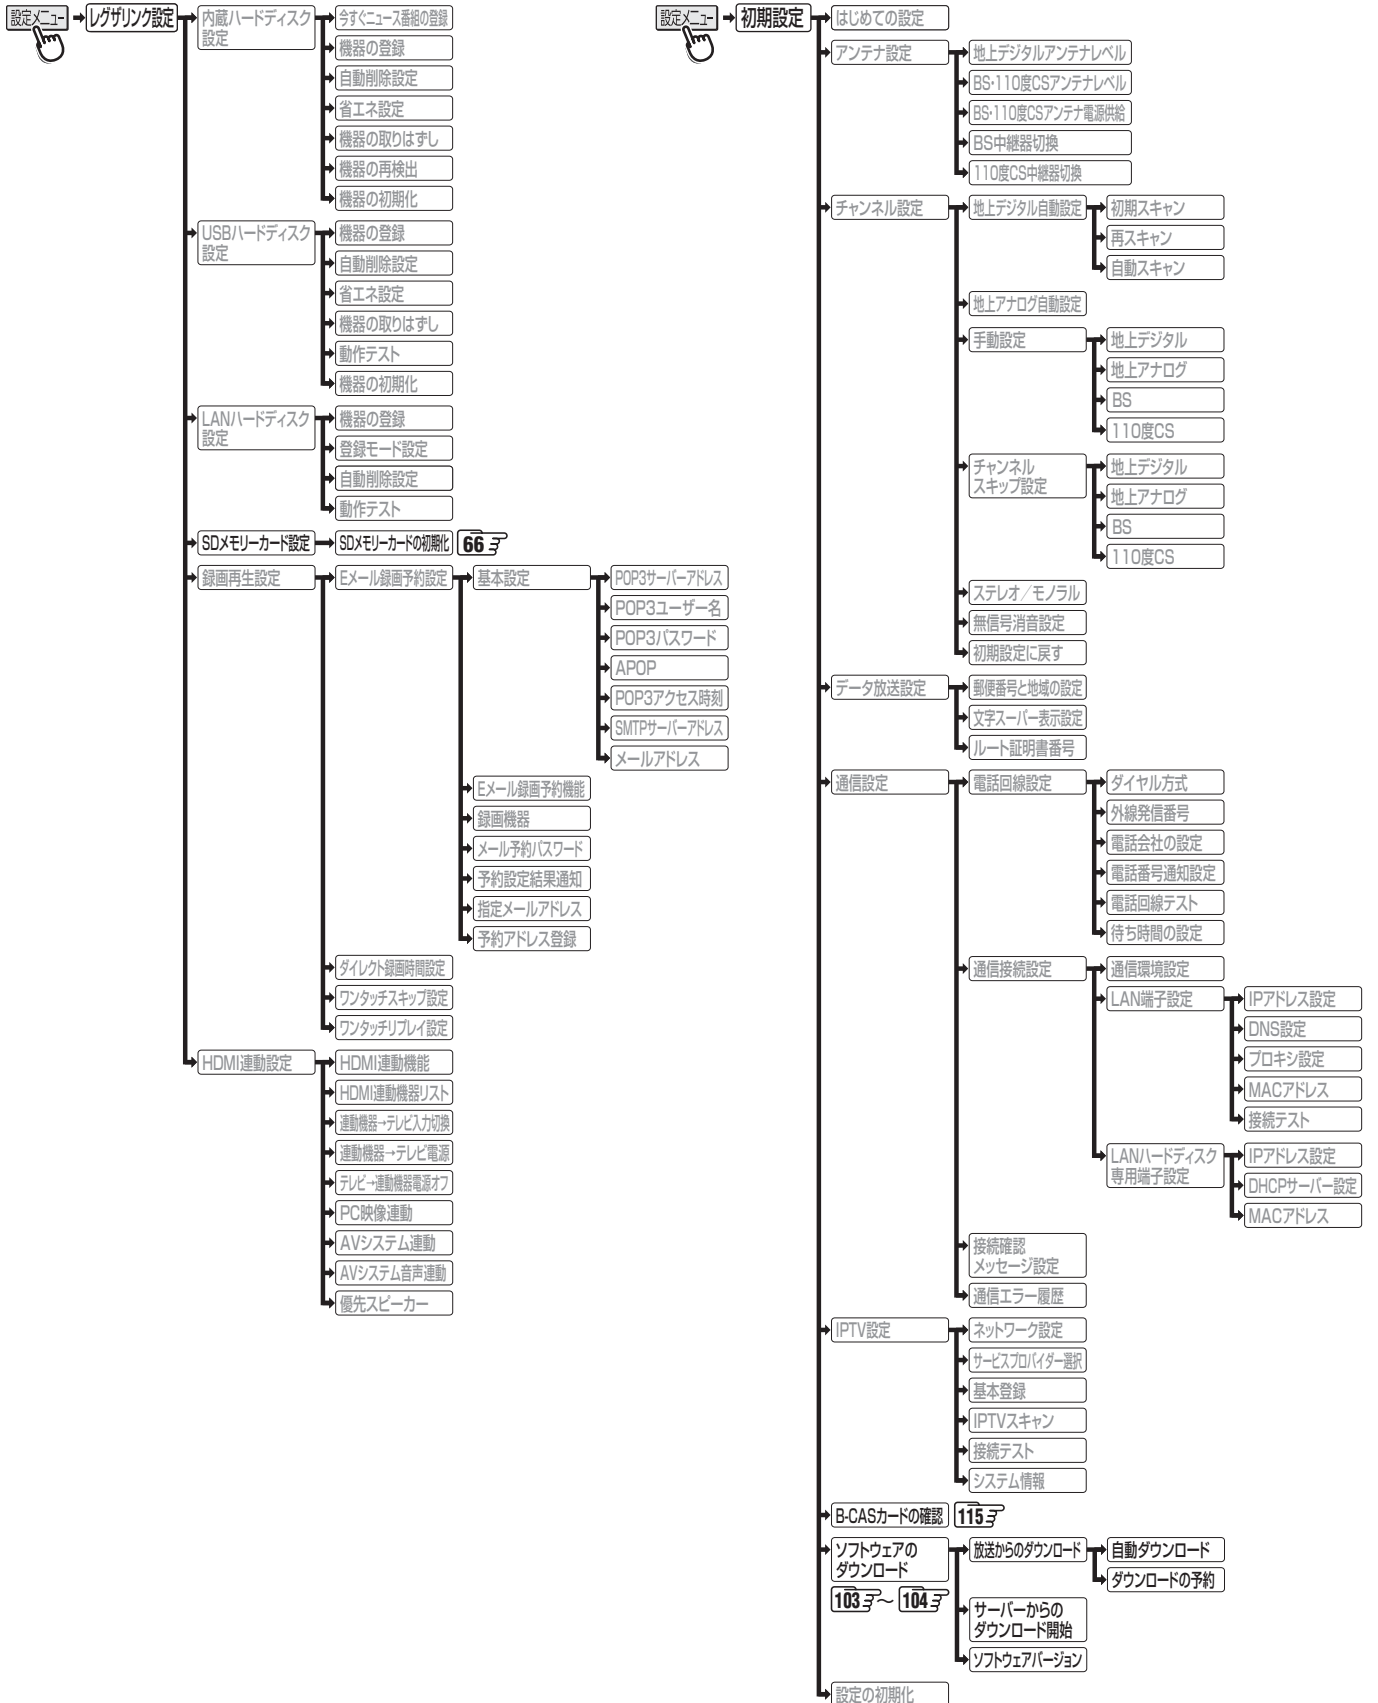 設定メニュー
レグザリンク設定
内蔵ハードディスク
設定
今すぐニュース番組の登録
機器の登録
自動削除設定
省エネ設定
機器の取りはずし
機器の再検出
機器の初期化
USBハードディスク
設定
機器の登録
自動削除設定
省エネ設定
機器の取りはずし
動作テスト
機器の初期化
LANハードディスク
設定
機器の登録
登録モード設定
自動削除設定
動作テスト
SDメモリーカード設定
SDメモリーカードの初期化
66
録画再生設定
Eメール録画予約設定
基本設定
POP3サーバーアドレス
POP3ユーザー名
POP3パスワード
APOP
POP3アクセス時刻
SMTPサーバーアドレス
メールアドレス
Eメール録画予約機能
録画機器
メール予約パスワード
予約設定結果通知
指定メールアドレス
予約アドレス登録
ダイレクト録画時間設定
ワンタッチスキップ設定
ワンタッチリプレイ設定
HDMI連動設定
HDMI連動機能
HDMI連動機器リスト
連動機器→テレビ入力切換
連動機器→テレビ電源
テレビ→連動機器電源オフ
PC映像連動
AVシステム連動
AVシステム音声連動
優先スピーカー
設定メニュー
初期設定
はじめての設定
アンテナ設定
地上デジタルアンテナレベル
BS・110度CSアンテナレベル
BS・110度CSアンテナ電源供給
BS中継器切換
110度CS中継器切換
チャンネル設定
地上デジタル自動設定
初期スキャン
再スキャン
自動スキャン
地上アナログ自動設定
手動設定
地上デジタル
地上アナログ
BS
110度CS
チャンネル
スキップ設定
地上デジタル
地上アナログ
BS
110度CS
ステレオ／モノラル
無信号消音設定
初期設定に戻す
データ放送設定
郵便番号と地域の設定
文字スーパー表示設定
ルート証明書番号
通信設定
電話回線設定
ダイヤル方式
外線発信番号
電話会社の設定
電話番号通知設定
電話回線テスト
待ち時間の設定
通信接続設定
通信環境設定
LAN端子設定
IPアドレス設定
DNS設定
プロキシ設定
MACアドレス
接続テスト
LANハードディスク
専用端子設定
IPアドレス設定
DHCPサーバー設定
MACアドレス
接続確認
メッセージ設定
通信エラー履歴
IPTV設定
ネットワーク設定
サービスプロバイダー選択
基本登録
IPTVスキャン
接続テスト
システム情報
B-CASカードの確認
115
ソフトウェアの
ダウンロード
103～104
放送からのダウンロード
自動ダウンロード
ダウンロードの予約
サーバーからの
ダウンロード開始
ソフトウェアバージョン
設定の初期化